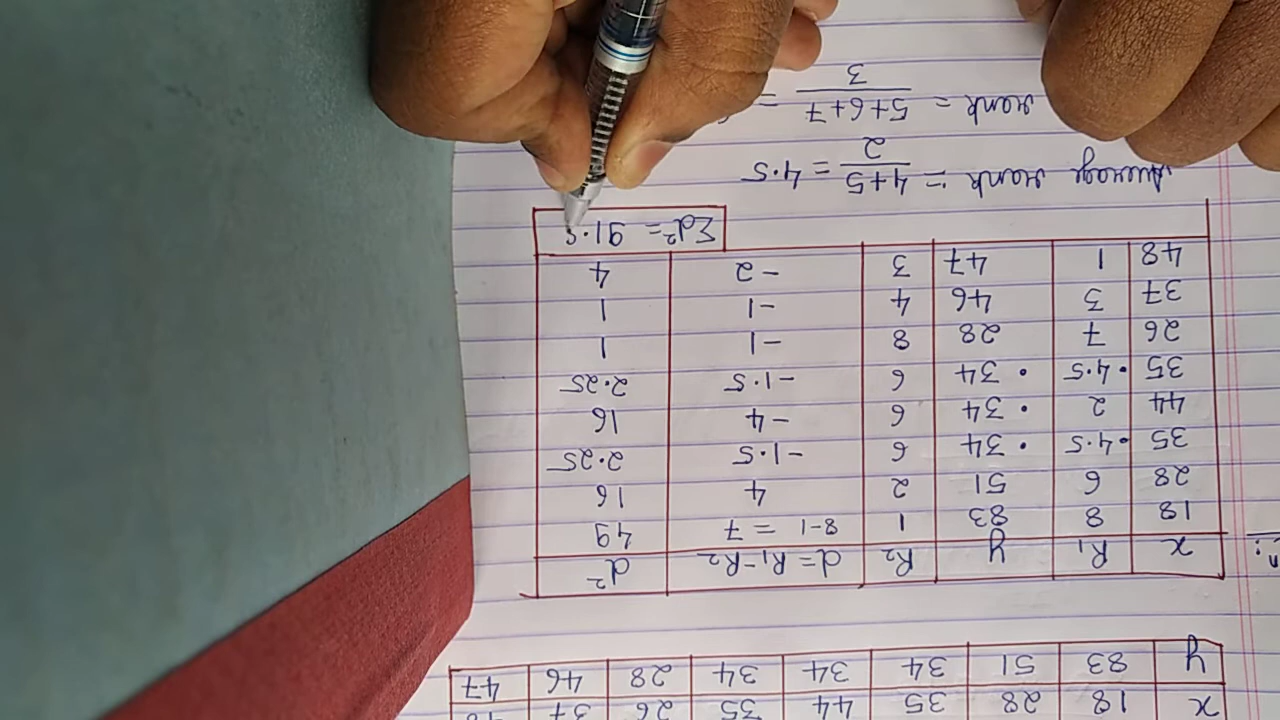 x 18 28 35 44 35 26 37
y 83 51 34 34 34 28 46 47
x R₁ y R₂ d=R₁-R₂ d²
18 8 83 1 8-1 = 7 49
28 6 51 2 4 16
35 •4.5 •34 6 -1.5 2.25
44 2 •34 6 -4 16
35 •4.5 •34 6 -1.5 2.25
26 7 28 8 -1 1
37 3 46 4 -1 1
48 1 47 3 -2 4
Σd² = 91.5
Average rank = 4+5/2 = 4.5
rank = 5+6+7/3 =